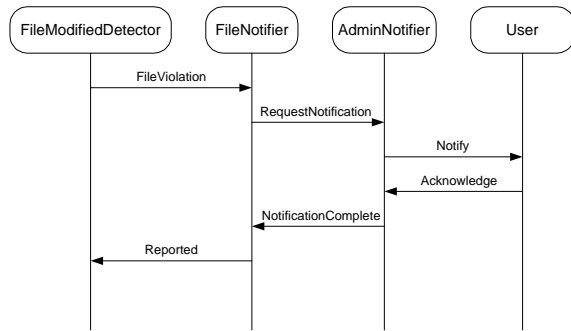 FileModifiedDetector
FileNotifier
AdminNotifier
User
FileViolation
RequestNotification
Notify
Acknowledge
NotificationComplete
Reported